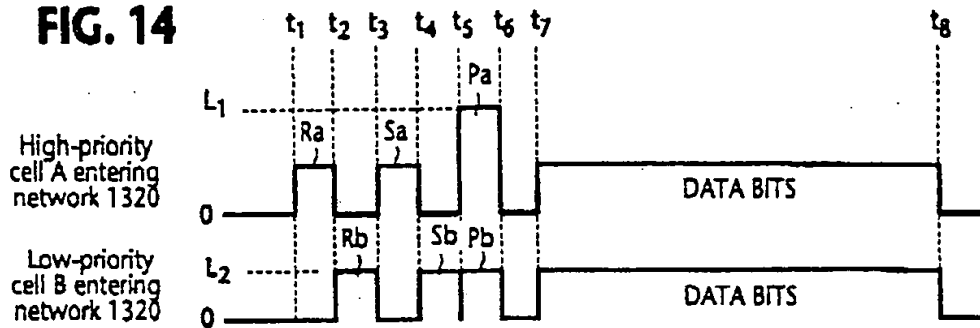 FIG. 14
t1 t2 t3 t4 t5 t6 t7 t8
Pa
L1
Ra Sa
High-priority
cell A entering
network 1320
DATA BITS
0
Rb Sb Pb
L2
Low-priority
cell B entering
network 1320
DATA BITS
0